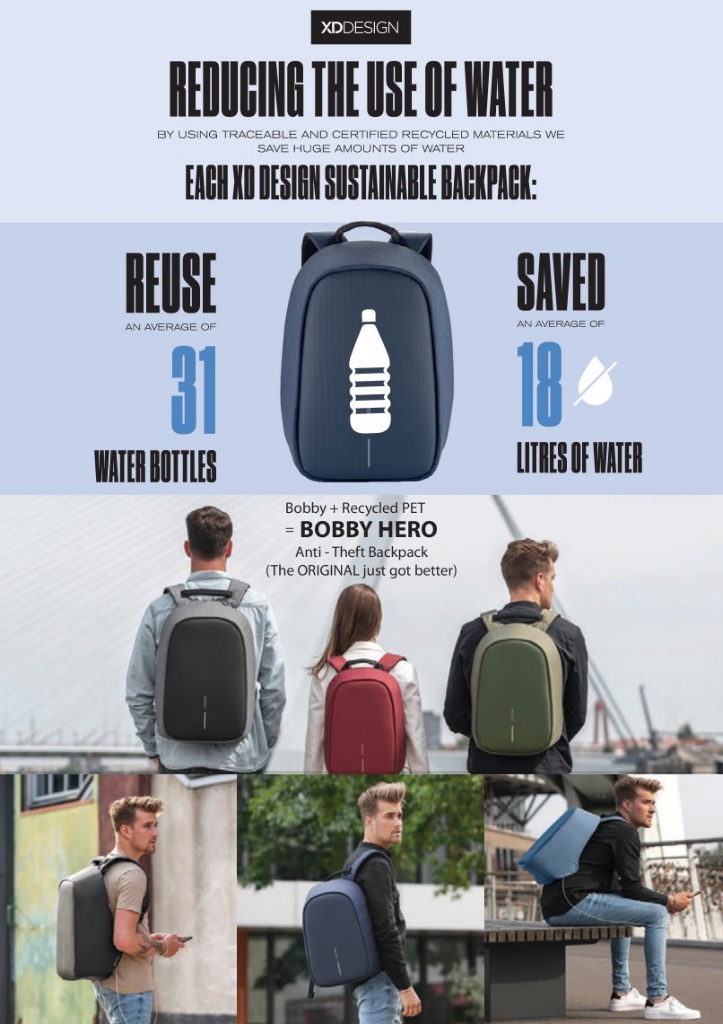 XDDESIGN
REDUCING THE USE OF WATER
BY USING TRACEABLE AND CERTIFIED RECYCLED MATERIALS WE
SAVE HUGE AMOUNTS OF WATER
EACH XD DESIGN SUSTAINABLE BACKPACK:
REUSE
AN AVERAGE OF
31
WATER BOTTLES
SAVED
AN AVERAGE OF
18
LITRES OF WATER
Bobby + Recycled PET
= BOBBY HERO
Anti - Theft Backpack
(The ORIGINAL just got better)